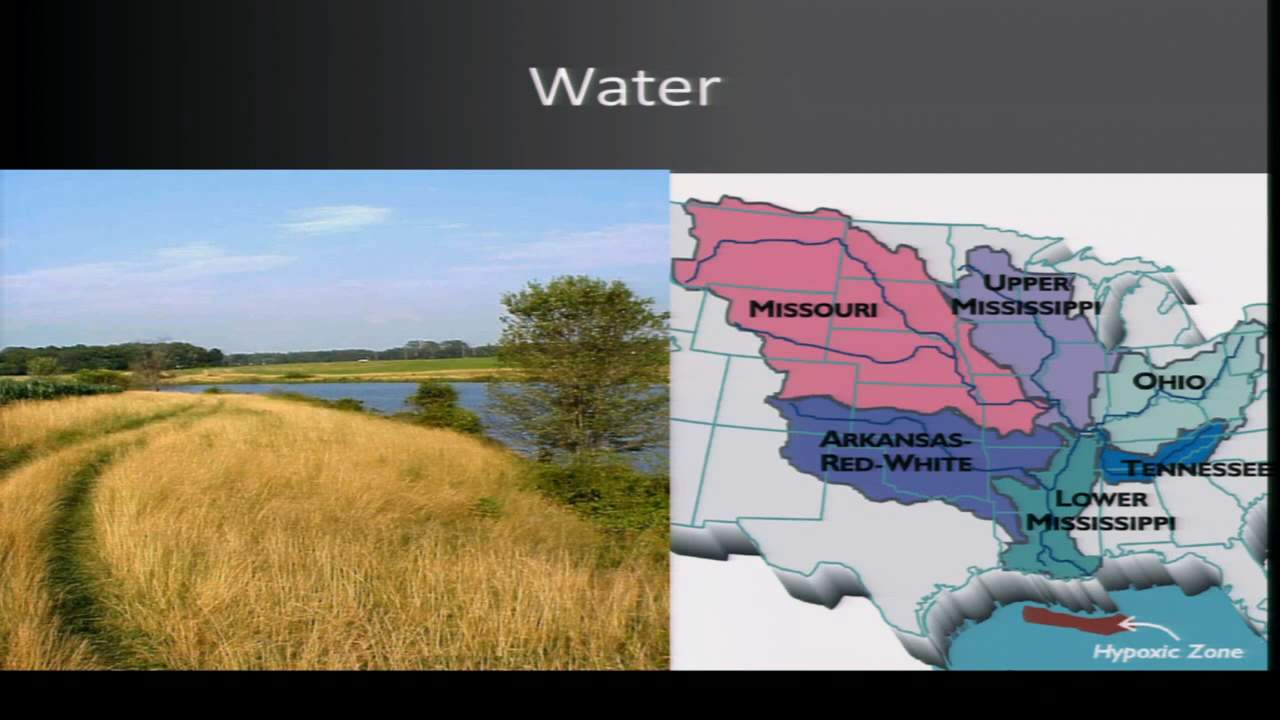 Water
MISSOURI
UPPER
MISSISSIPPI
OHIO
ARKANSAS-
RED-WHITE
TENNESSEE
LOWER
MISSISSIPPI
Hypoxic Zone